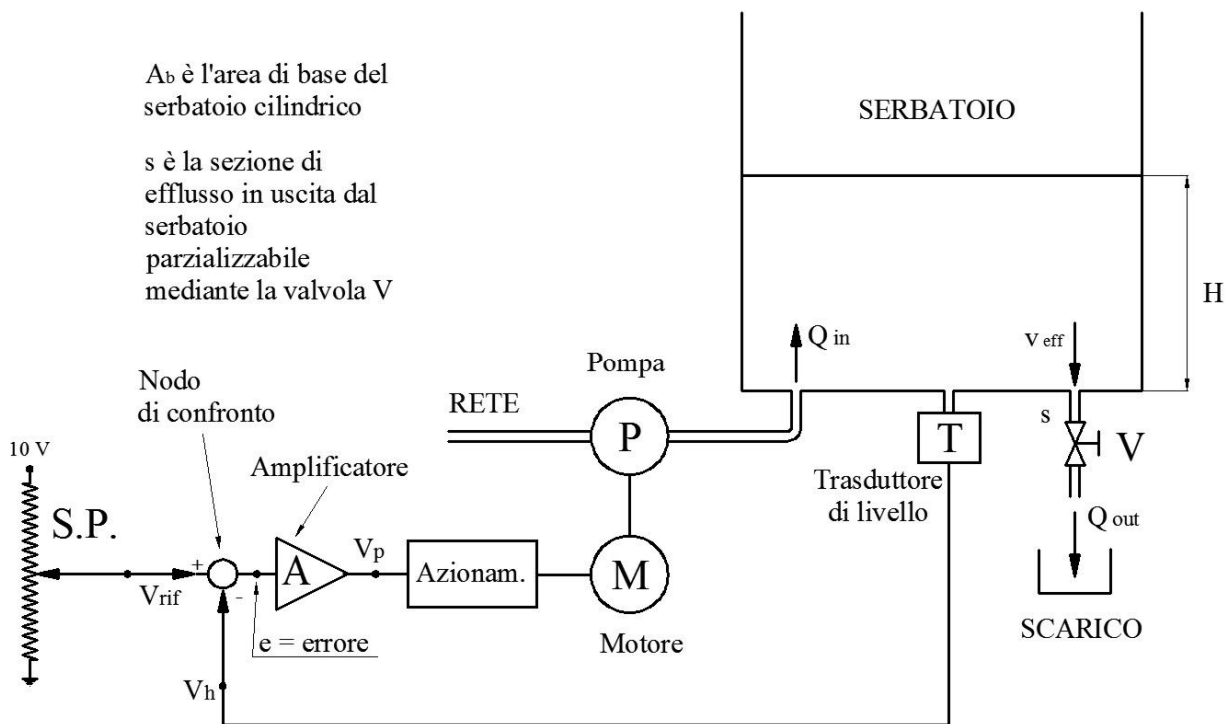 Ab è l'area di base del
serbatoio cilindrico
s è la sezione di
efflusso in uscita dal
serbatoio
parzializzabile
mediante la valvola V
SERBATOIO
H
Q in
v eff
Pompa
Nodo
di confronto
RETE
P
s
T
V
10 V
Amplificatore
Trasduttore
di livello
S.P.
Q out
+
A
Vp
Azionam.
M
Vrif
-
e = errore
Motore
SCARICO
Vh